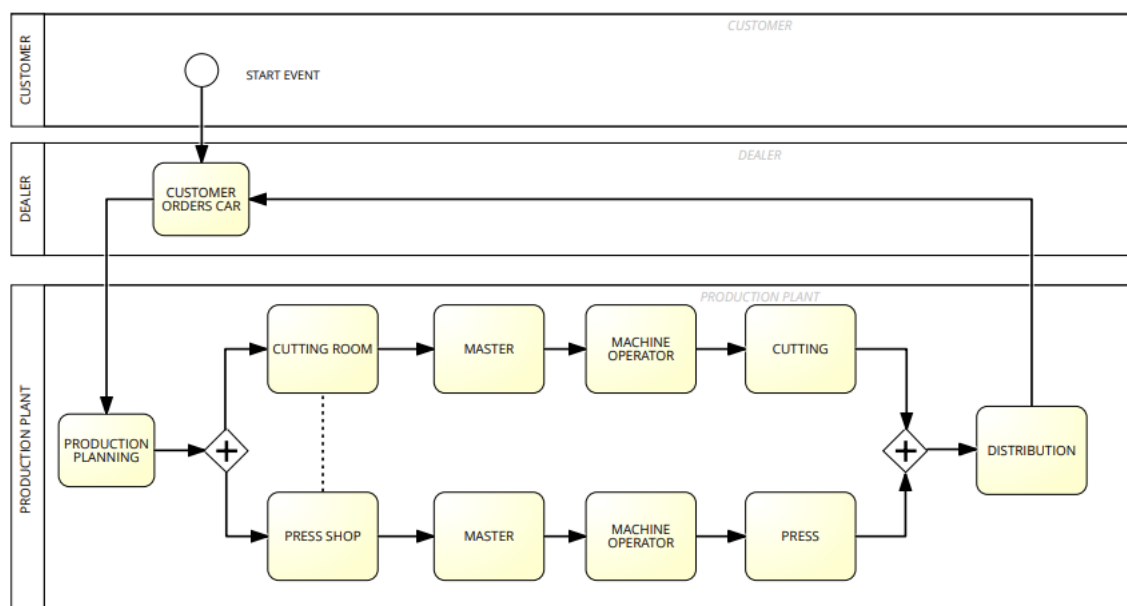 CUSTOMER
CUSTOMER
START EVENT
DEALER
DEALER
CUSTOMER
ORDERS CAR
PRODUCTION PLANT
PRODUCTION PLANT
CUTTING ROOM
MASTER
MACHINE
OPERATOR
CUTTING
PRODUCTION
PLANNING
DISTRIBUTION
PRESS SHOP
MASTER
MACHINE
OPERATOR
PRESS